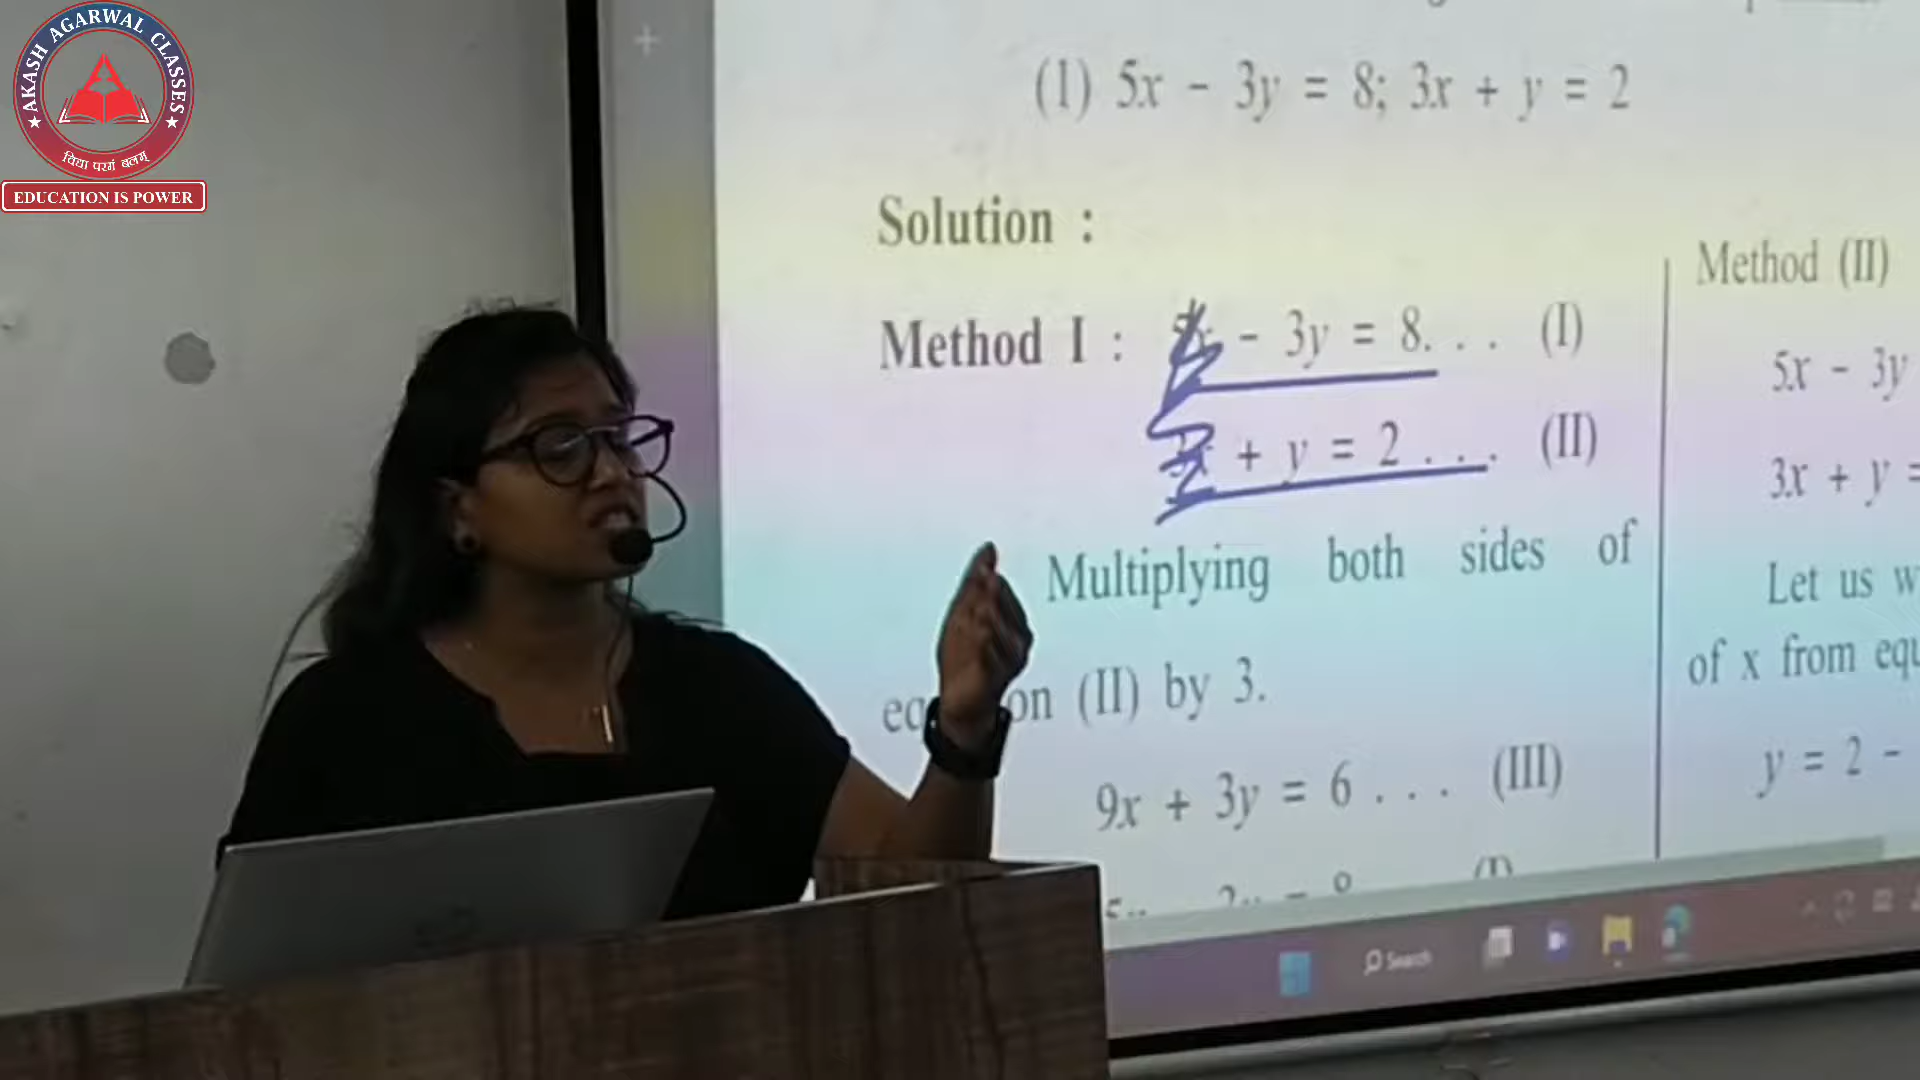 AKASH AGARWAL CLASSES
विद्या परमं बलम्
EDUCATION IS POWER
(1) 5x - 3y = 8; 3x + y = 2
Solution :
Method I : 5x - 3y = 8. . . (I)
3x + y = 2 . . . (II)
Multiplying both sides of
(II) by 3.
9x + 3y = 6 . . . (III)
(I)
Method (II)
5x - 3y
3x + y =
Let us
of x from
y = 2 -
Search